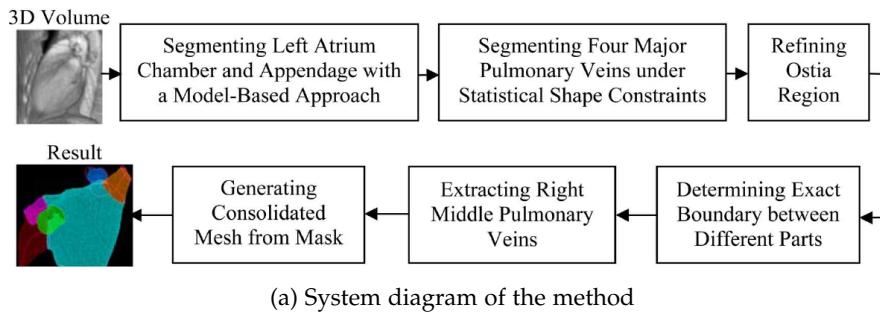 3D Volume
Segmenting Left Atrium
Chamber and Appendage with
a Model-Based Approach
Segmenting Four Major
Pulmonary Veins under
Statistical Shape Constraints
Refining
Ostia
Region
Result
Generating
Consolidated
Mesh from Mask
Extracting Right
Middle Pulmonary
Veins
Determining Exact
Boundary between
Different Parts
(a) System diagram of the method